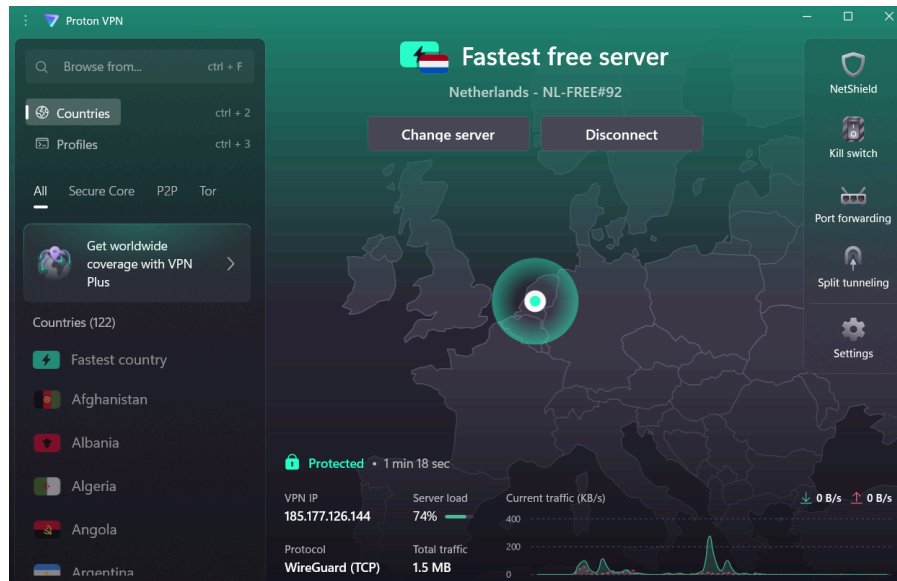 Proton VPN
Browse from... ctrl + F
Countries ctrl + 2
Profiles ctrl + 3
All Secure Core P2P Tor
Get worldwide
coverage with VPN
Plus
Countries (122)
Fastest country
Afghanistan
Albania
Algeria
Angola
Argentina
Fastest free server
Netherlands - NL-FREE#92
Change server Disconnect
Protected • 1 min 18 sec
VPN IP
185.177.126.144
Server load
74%
Protocol
WireGuard (TCP)
Total traffic
1.5 MB
Current traffic (KB/s) 0 B/s 0 B/s
400
200
0
NetShield
Kill switch
Port forwarding
Split tunneling
Settings